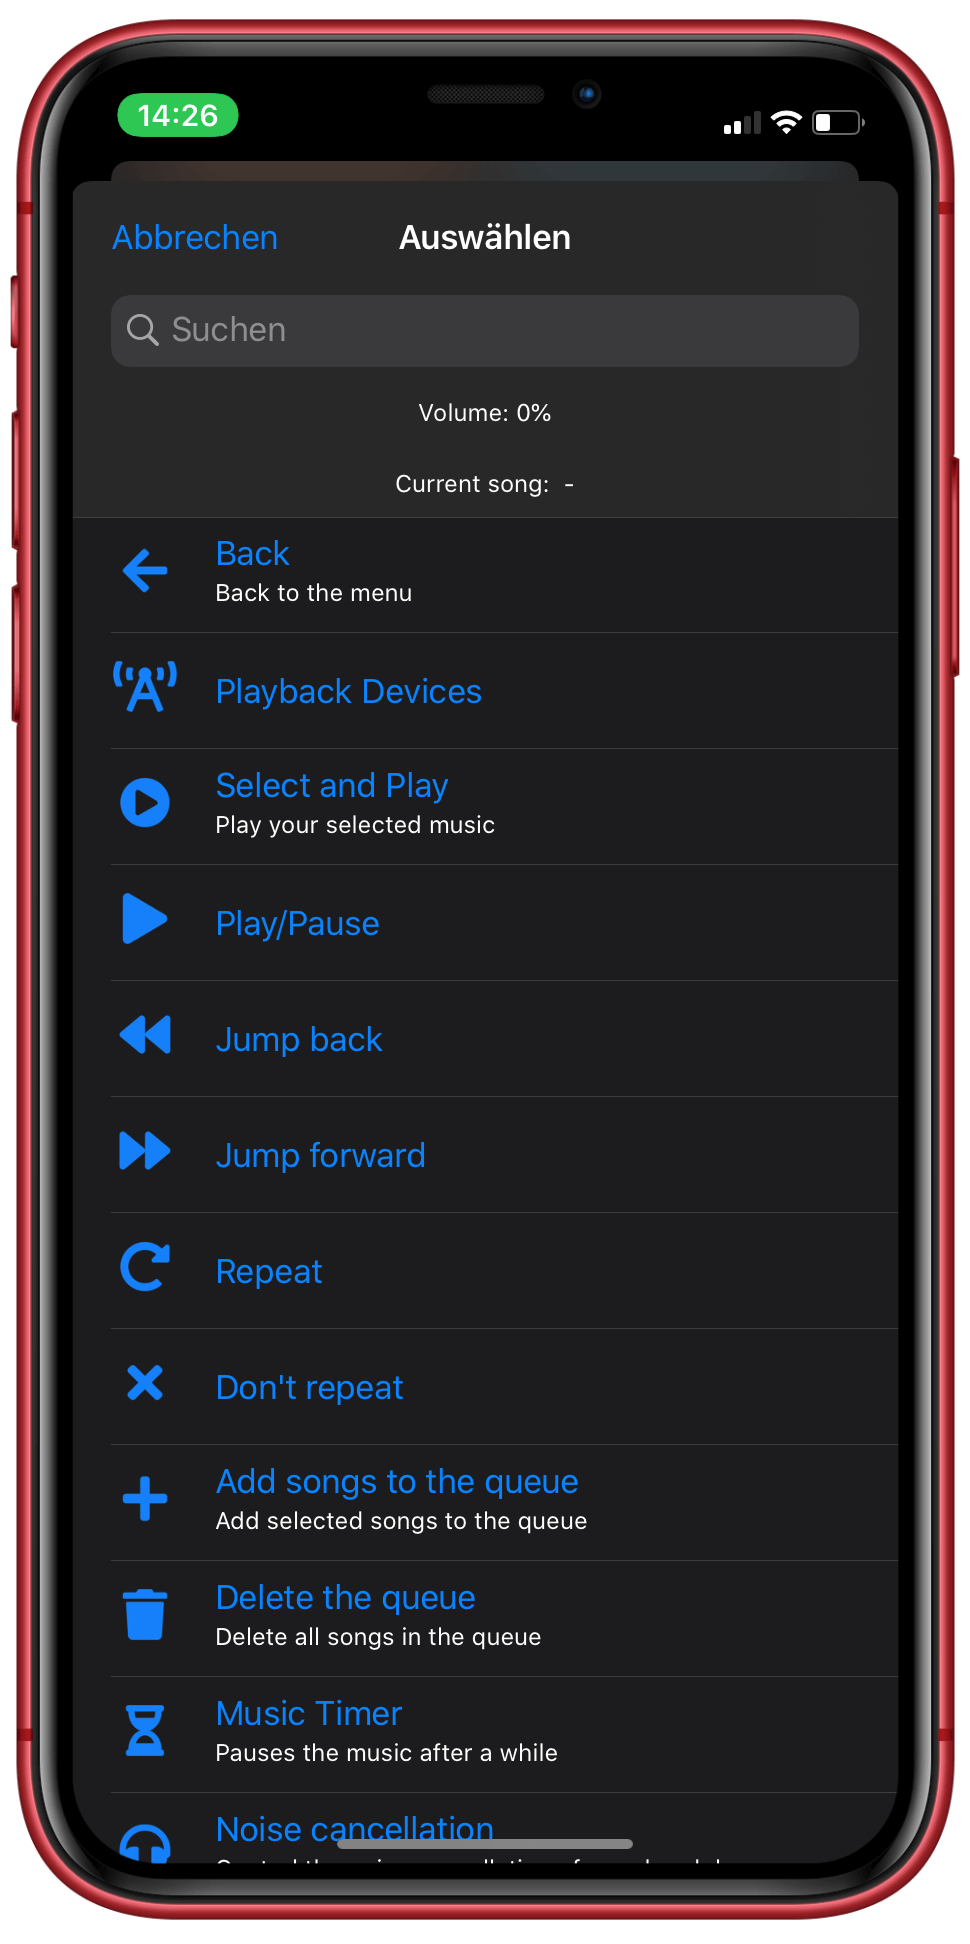 14:26
Abbrechen
Auswählen
Suchen
Volume: 0%
Current song: -
Back
Back to the menu
Playback Devices
Select and Play
Play your selected music
Play/Pause
Jump back
Jump forward
Repeat
Don't repeat
Add songs to the queue
Add selected songs to the queue
Delete the queue
Delete all songs in the queue
Music Timer
Pauses the music after a while
Noise cancellation